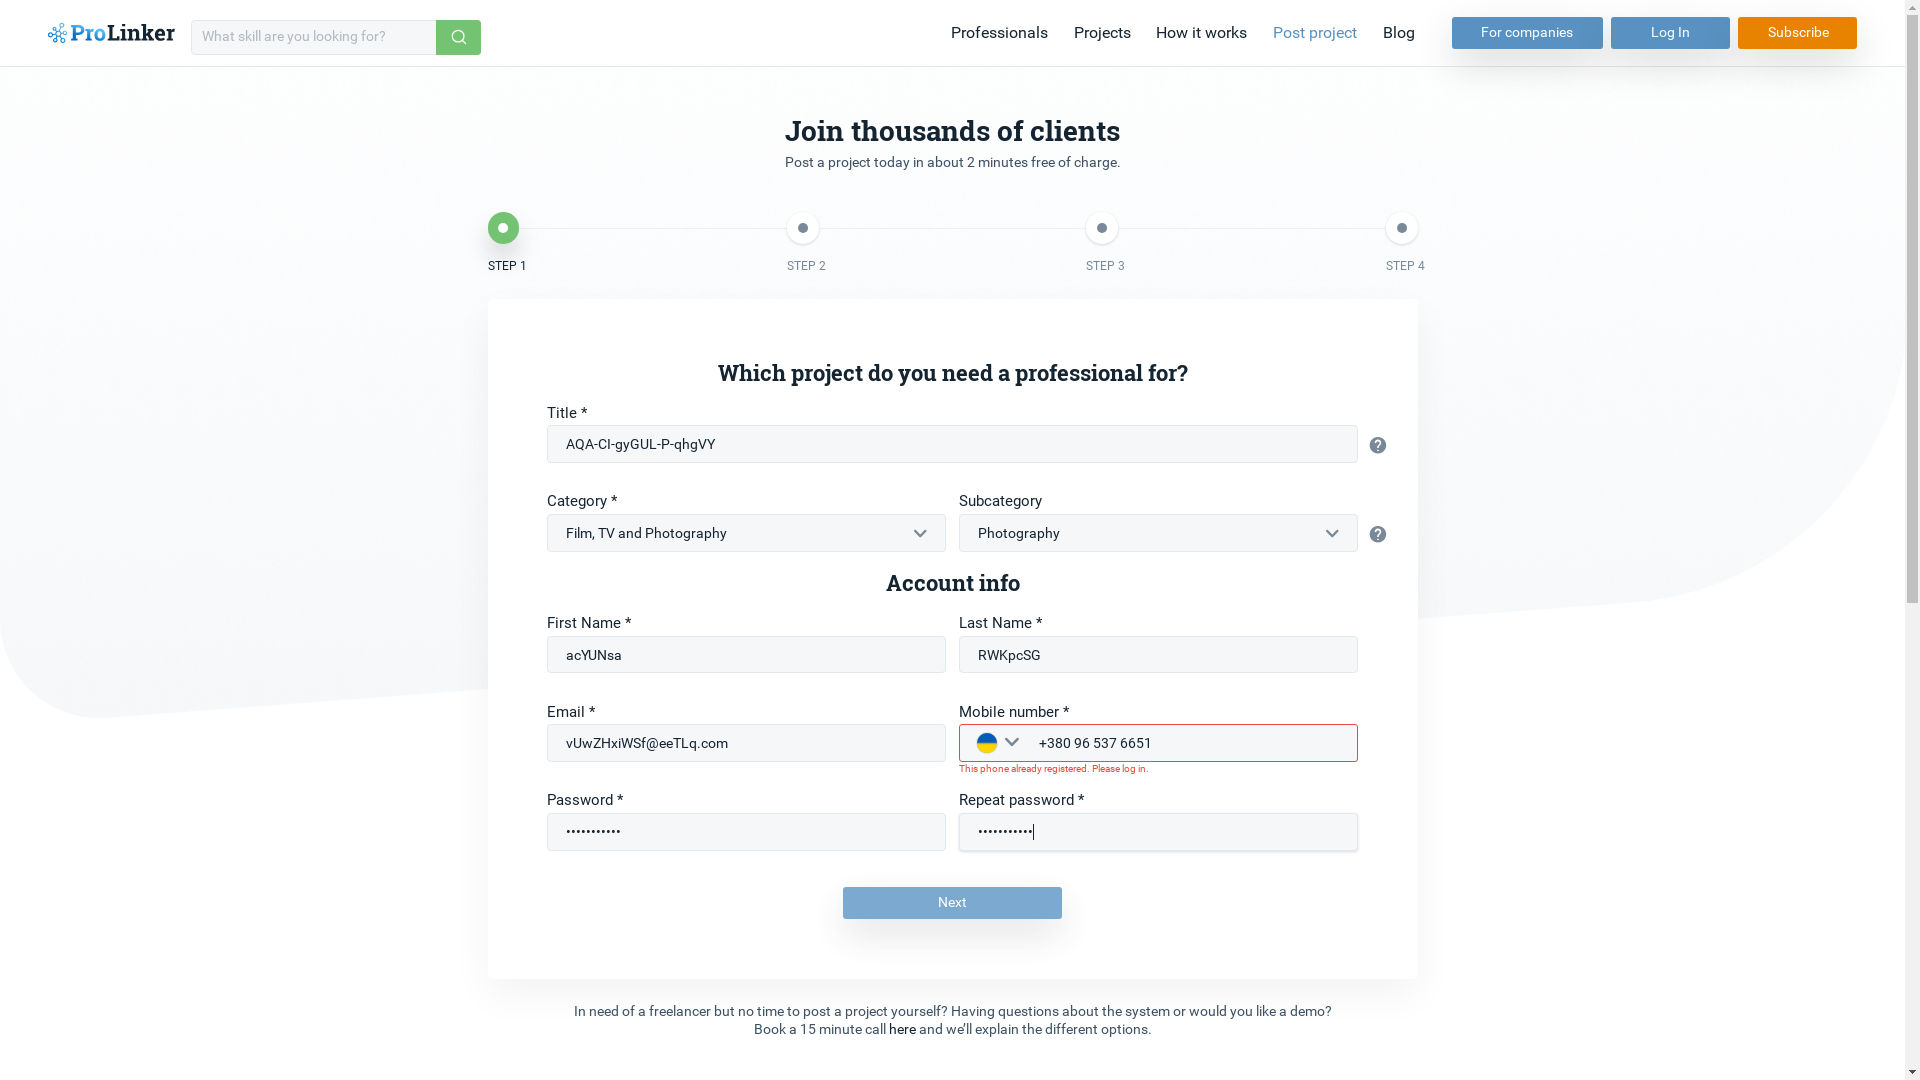 ProLinker
What skill are you looking for?
Professionals
Projects
How it works
Post project
Blog
For companies
Log In
Subscribe
Join thousands of clients
Post a project today in about 2 minutes free of charge.
STEP 1
STEP 2
STEP 3
STEP 4
Which project do you need a professional for?
Title *
AQA-CI-gyGUL-P-qhgVY
?
Category *
Subcategory
Film, TV and Photography
Photography
?
Account info
First Name *
Last Name *
acYUNsa
RWKpcSG
Email *
Mobile number *
vUwZHxiWSf@eeTLq.com
+380 96 537 6651
This phone already registered. Please log in.
Password *
Repeat password *
•••••••••••
•••••••••••
Next
In need of a freelancer but no time to post a project yourself? Having questions about the system or would you like a demo?
Book a 15 minute call here and we’ll explain the different options.